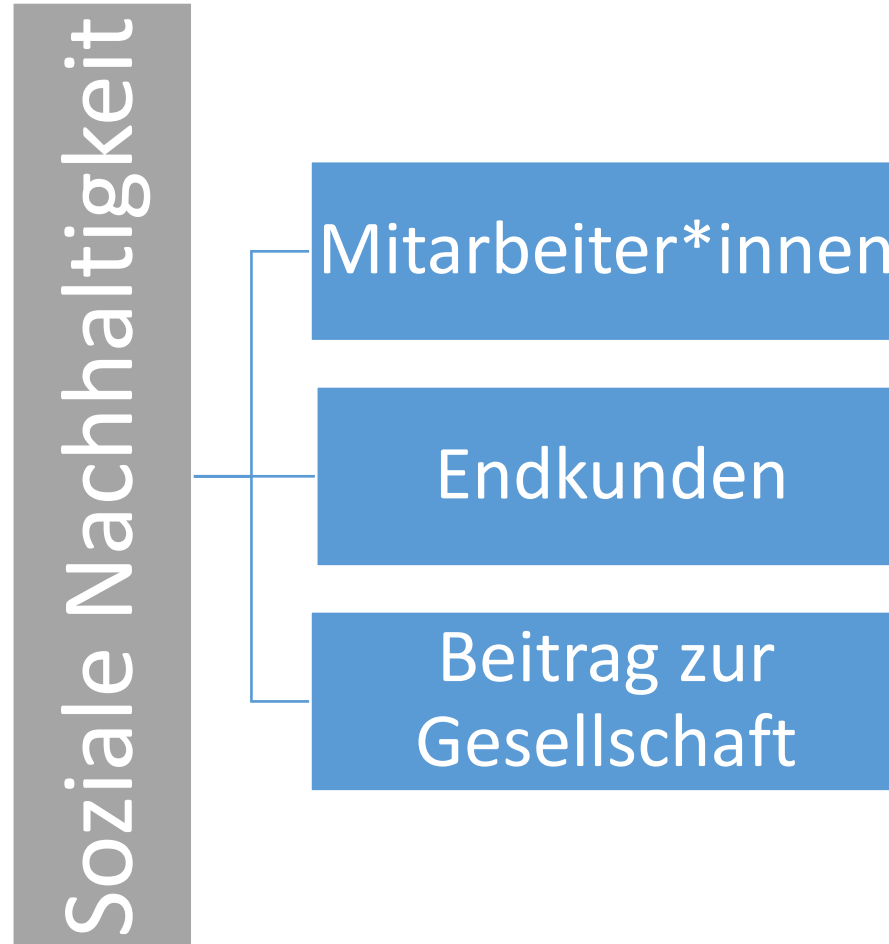 Soziale Nachhaltigkeit
Mitarbeiter*innen
Endkunden
Beitrag zur
Gesellschaft